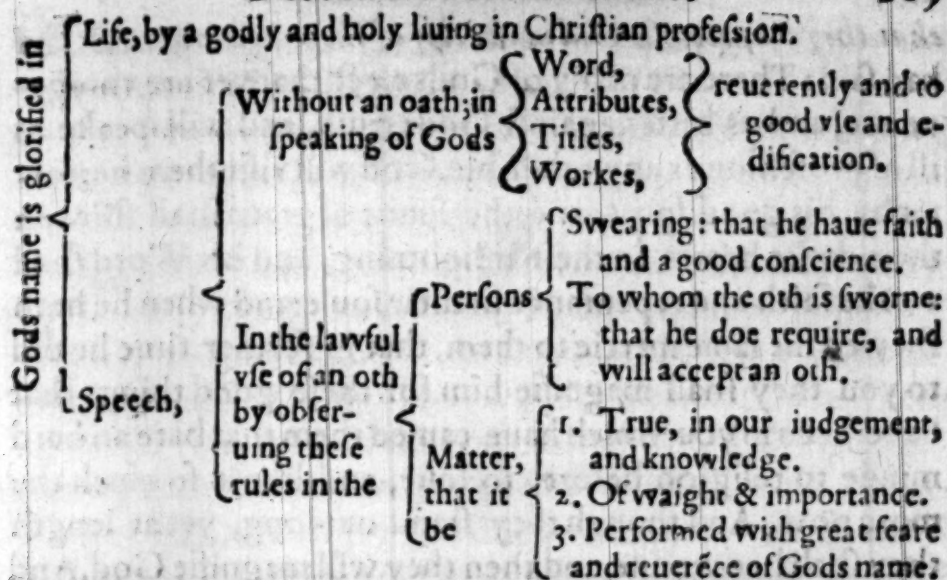 Gods name is glorified in
Life, by a godly and holy liuing in Chriſtian profeſsion.
Without an oath; in
ſpeaking of Gods
Word,
Attributes,
Titles,
Workes,
reuerently and to
good vſe and e-
dification.
In the lawful
vſe of an oth
by obſer-
uing theſe
rules in the
Perſons
Swearing: that he haue faith
and a good conſcience.
To whom the oth is ſworne:
that he doe require, and
will accept an oth.
Speech,
Matter,
that it
be
1. True, in our iudgement,
and knowledge.
2. Of waight & importance.
3. Performed with great feare
and reuerēce of Gods name.